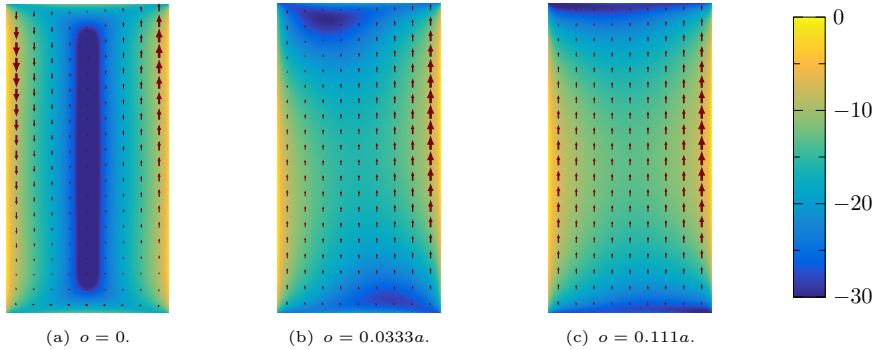 0
−10
−20
−30
(a) o = 0.
(b) o = 0.0333a.
(c) o = 0.111a.